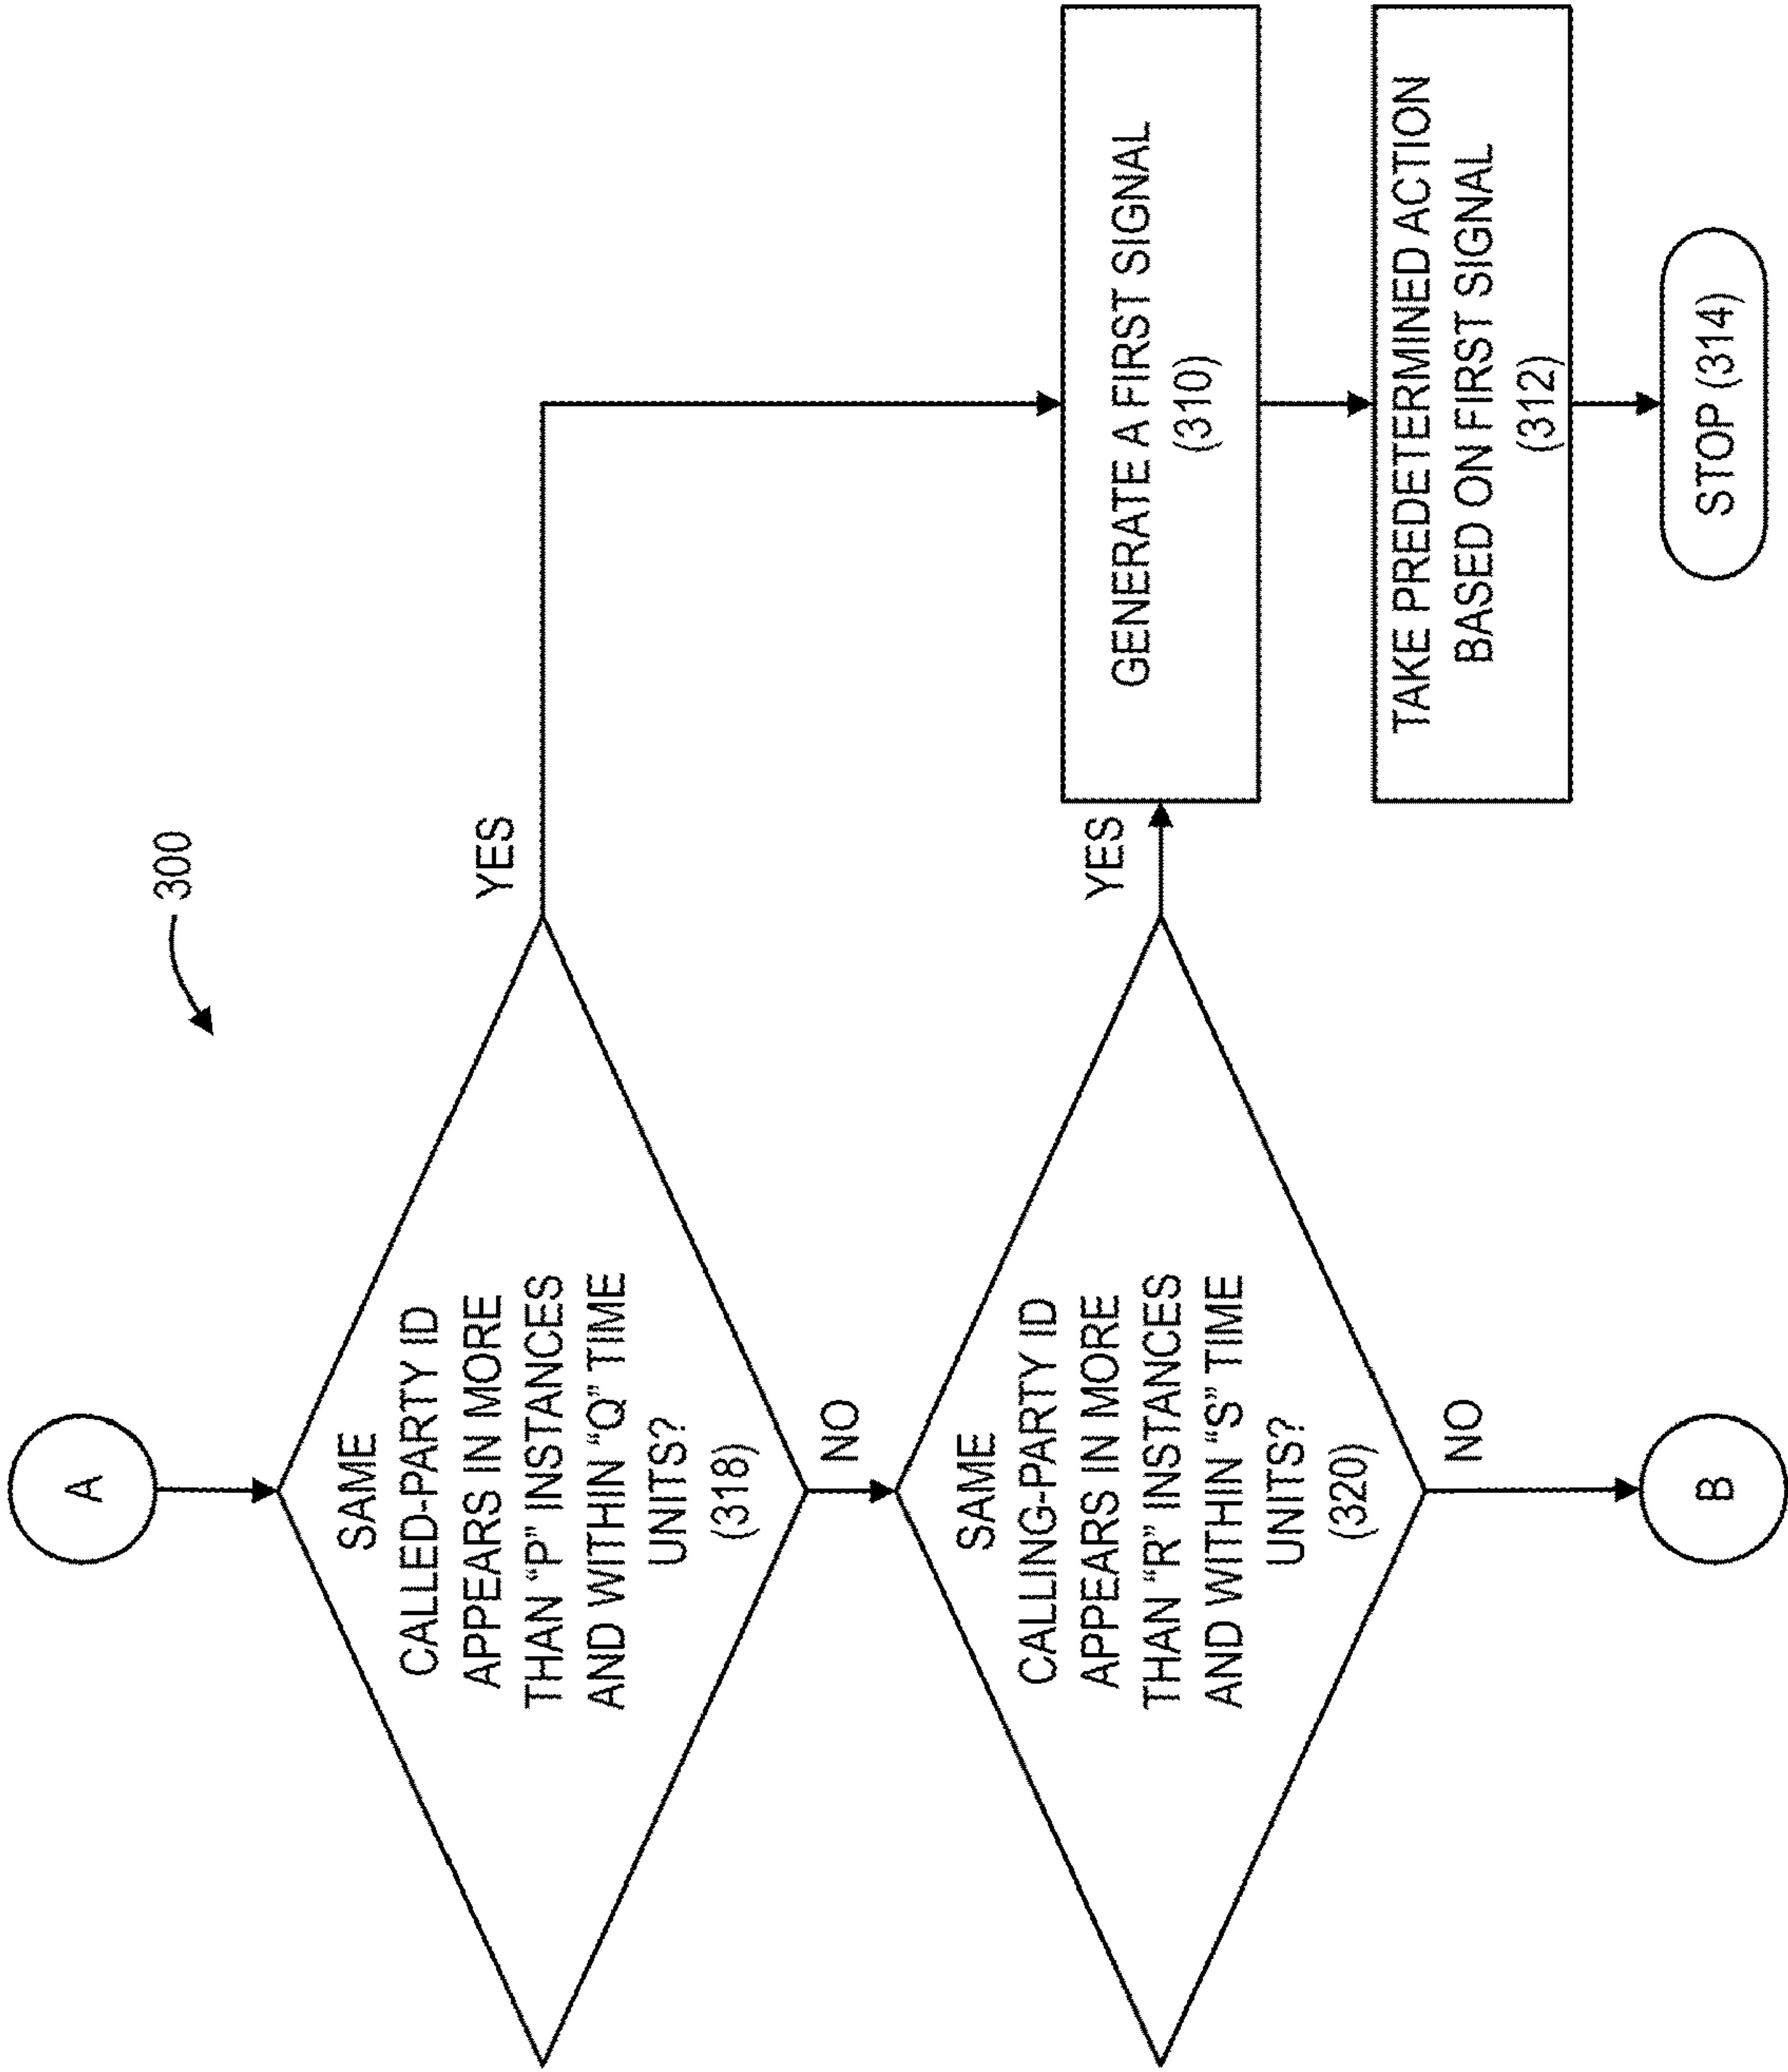 300
A
SAME
CALLED-PARTY ID
APPEARS IN MORE
THAN "P" INSTANCES
AND WITHIN "Q" TIME
UNITS?
(318)
YES
NO
SAME
CALLING-PARTY ID
APPEARS IN MORE
THAN "R" INSTANCES
AND WITHIN "S" TIME
UNITS?
(320)
YES
NO
GENERATE A FIRST SIGNAL
(310)
TAKE PREDETERMINED ACTION
BASED ON FIRST SIGNAL
(312)
STOP (314)
B